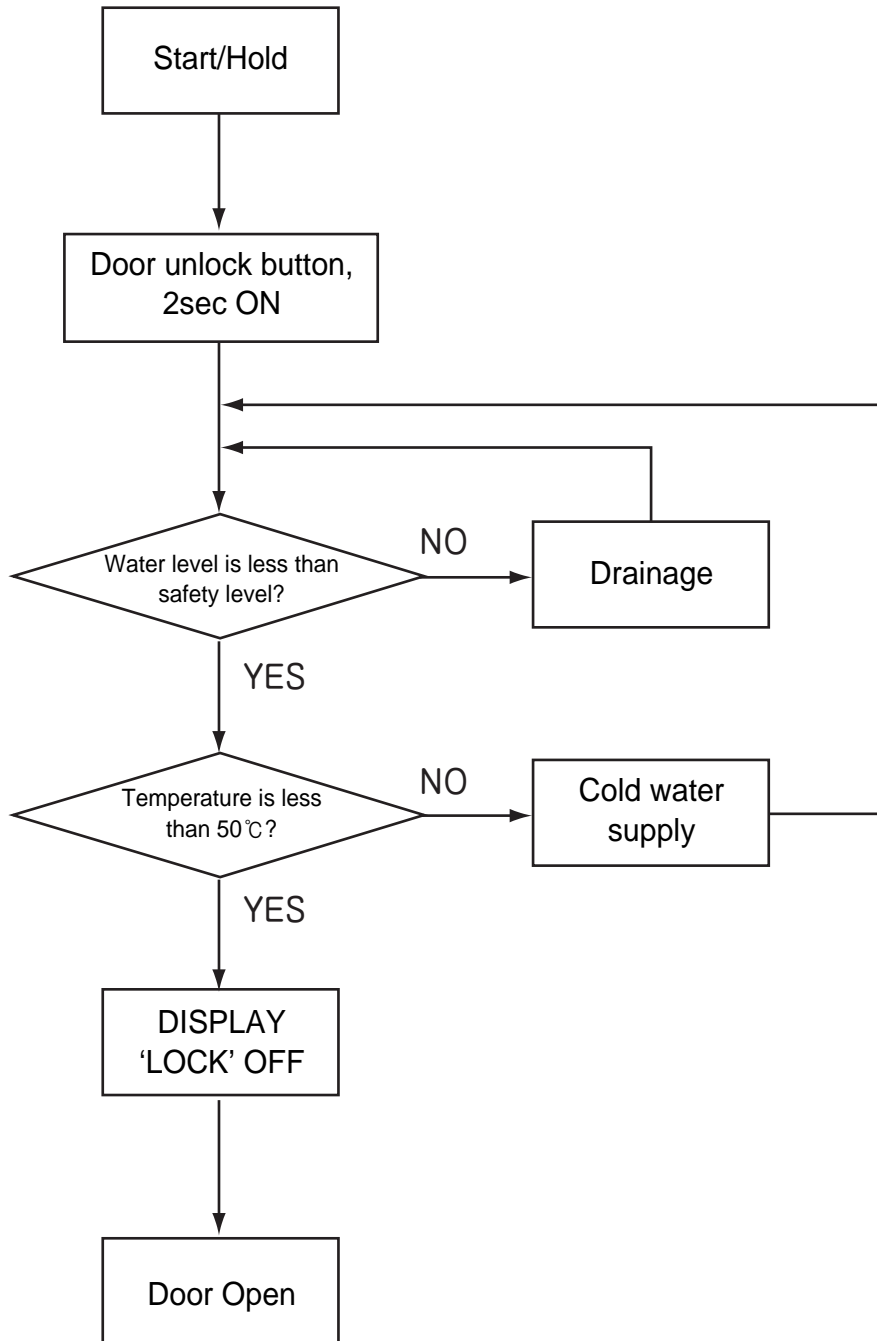 Start/Hold
Door unlock button,
2sec ON
Water level is less than
safety level?
NO
Drainage
YES
Temperature is less
than 50℃?
NO
Cold water
supply
YES
DISPLAY
‘LOCK’ OFF
Door Open